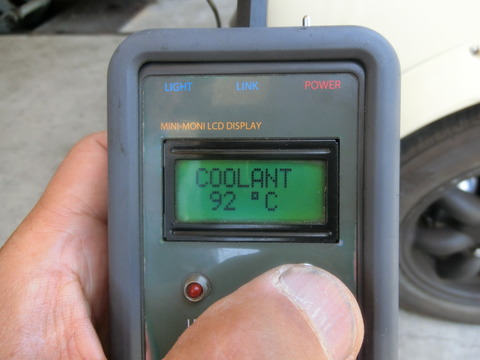 LIGHT LINK POWER
MINI-MONI LCD DISPLAY
COOLANT
92 °C